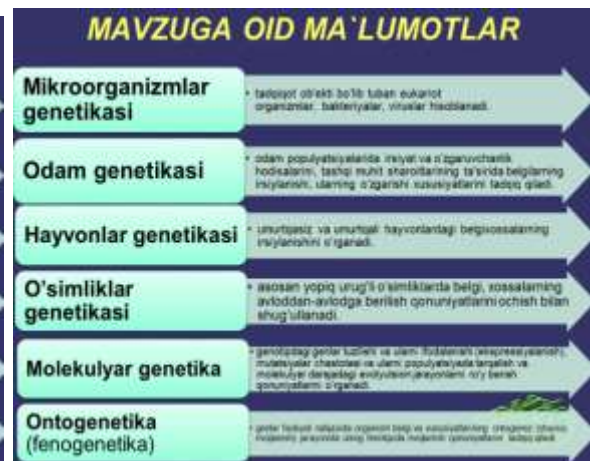 MAVZUGA OID MA`LUMOTLAR
Mikroorganizmlar
genetikasi
• tadqiqot ob'ekti bo'lib tuban eukariot
organizmlar, bakteriyalar, viruslar hisoblanadi.
Odam genetikasi
• odam populyatsiyalarida irsiyat va o'zgaruvchanlik
hodisalarini, tashqi muhit sharoitlarining ta'sirida belgilarning
irsiylanishi, ularning o'zgarishi xususiyatlarini tadqiq qiladi.
Hayvonlar genetikasi
• umurtqasiz va umurtqali hayvonlardagi belgi xossalarning
irsiylanishini o'rganadi.
O'simliklar
genetikasi
• asosan yopiq urug'li o'simliklarda belgi, xossalarning
avloddan-avlodga berilish qonuniyatlarini ochish bilan
shug'ullanadi.
Molekulyar genetika
• genotipdagi genlar tuzilishi va ularni ifodalanishi
mutatsiyalar chastotasi va ularni populyatsiyada tarqalish va
molekulyar darajadagi evolyutsion jarayonlarni ro'y berish
qonuniyatlarni o'rganadi.
Ontogenetika
(fenogenetika)